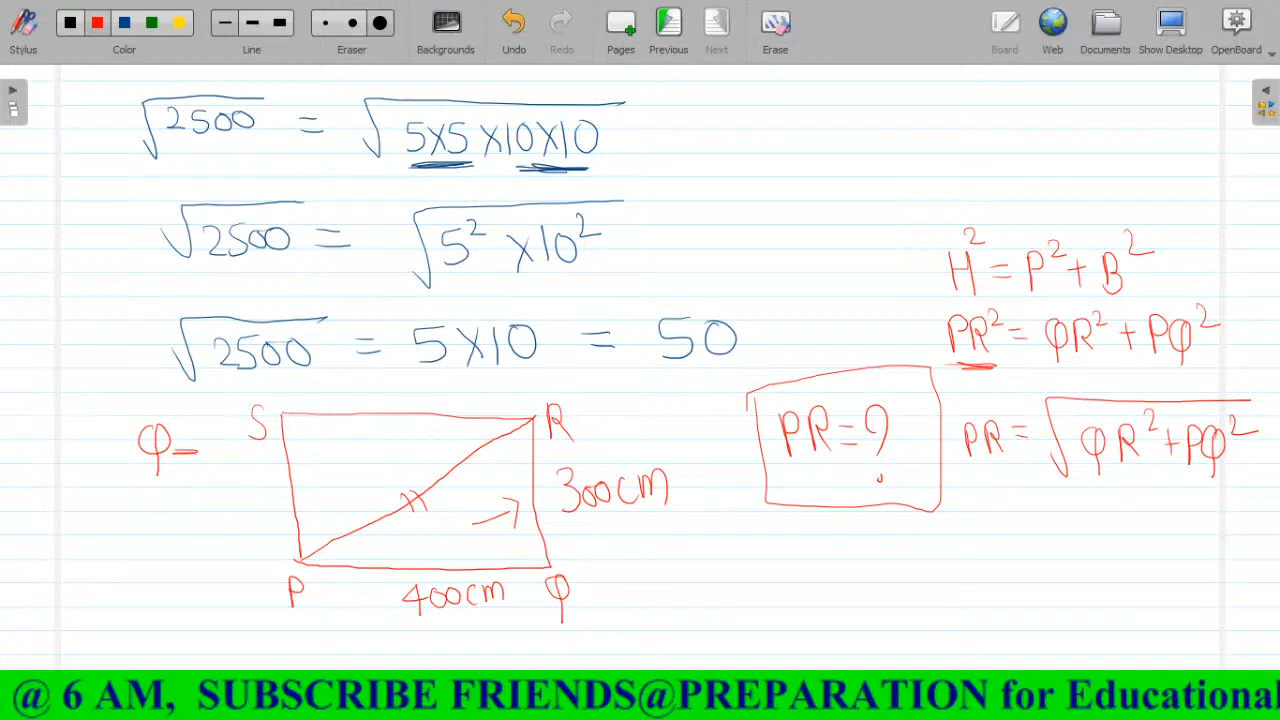 Stylus
Color
Line
Eraser
Backgrounds
Undo
Redo
Pages
Previous
Next
Erase
Board
Web
Documents
Show Desktop
OpenBoard
√2500 = √5×5×10×10
√2500 = √5² ×10²
√2500 = 5×10 = 50
H² = P² + B²
PR² = QR² + PQ²
PR = √QR² + PQ²
PR = ?
Q =
S
R
300cm
P
400cm
Q
@ 6 AM, SUBSCRIBE FRIENDS@PREPARATION for Educational